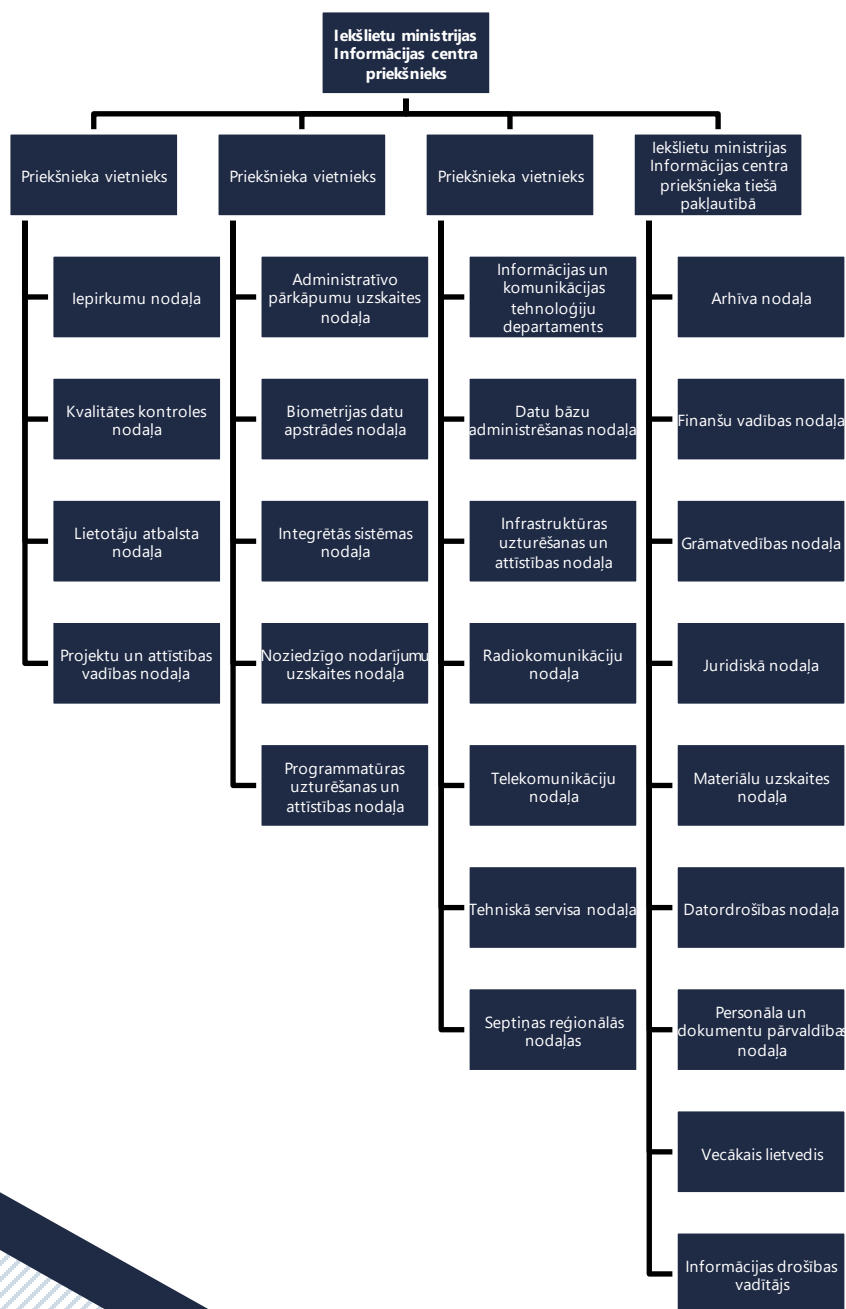 Iekšlietu ministrijas
Informācijas centra
priekšnieks
Priekšnieka vietnieks
Iepirkumu nodaļa
Kvalitātes kontroles
nodaļa
Lietotāju atbalsta
nodaļa
Projektu un attīstības
vadības nodaļa
Priekšnieka vietnieks
Administratīvo
pārkāpumu uzskaites
nodaļa
Biometrijas datu
apstrādes nodaļa
Integrētās sistēmas
nodaļa
Noziedzīgo nodarījumu
uzskaites nodaļa
Programmatūras
uzturēšanas un
attīstības nodaļa
Priekšnieka vietnieks
Informācijas un
komunikācijas
tehnoloģiju
departaments
Datu bāzu
administrēšanas nodaļa
Infrastruktūras
uzturēšanas un
attīstības nodaļa
Radiokomunikāciju
nodaļa
Telekomunikāciju
nodaļa
Tehniskā servisa nodaļa
Septiņas reģionālās
nodaļas
Iekšlietu ministrijas
Informācijas centra
priekšnieka tiešā
pakļautībā
Arhīva nodaļa
Finanšu vadības nodaļa
Grāmatvedības nodaļa
Juridiskā nodaļa
Materiālu uzskaites
nodaļa
Datordrošības nodaļa
Personāla un
dokumentu pārvaldības
nodaļa
Vecākais lietvedis
Informācijas drošības
vadītājs